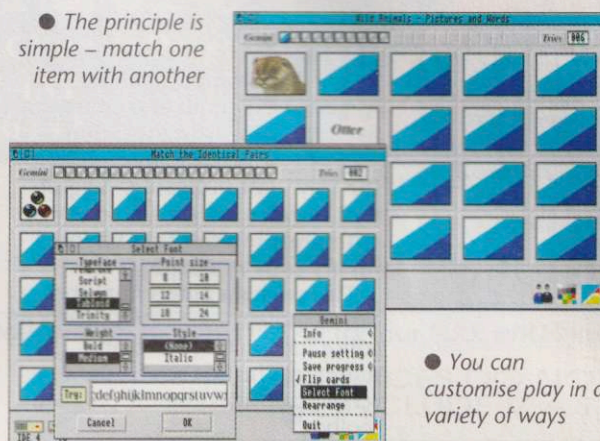 ● The principle is
simple – match one
item with another
Wild Animals - Pictures and Words
Gemini
Tries 006
Otter
Match the Identical Pairs
Gemini
Tries 002
Select Font
Typeface
Point size
Script
Selwyn
Tabloid
Trinity
8 10
12 14
18 24
Weight
Style
Bold
Medium
(None)
Italic
Try: cdefghijklmnopqrstuvw
Cancel OK
Gemini
Info
Pause setting
Save progress
Flip cards
Select Font
Rearrange
Quit
IDE 4
● You can
customise play in a
variety of ways